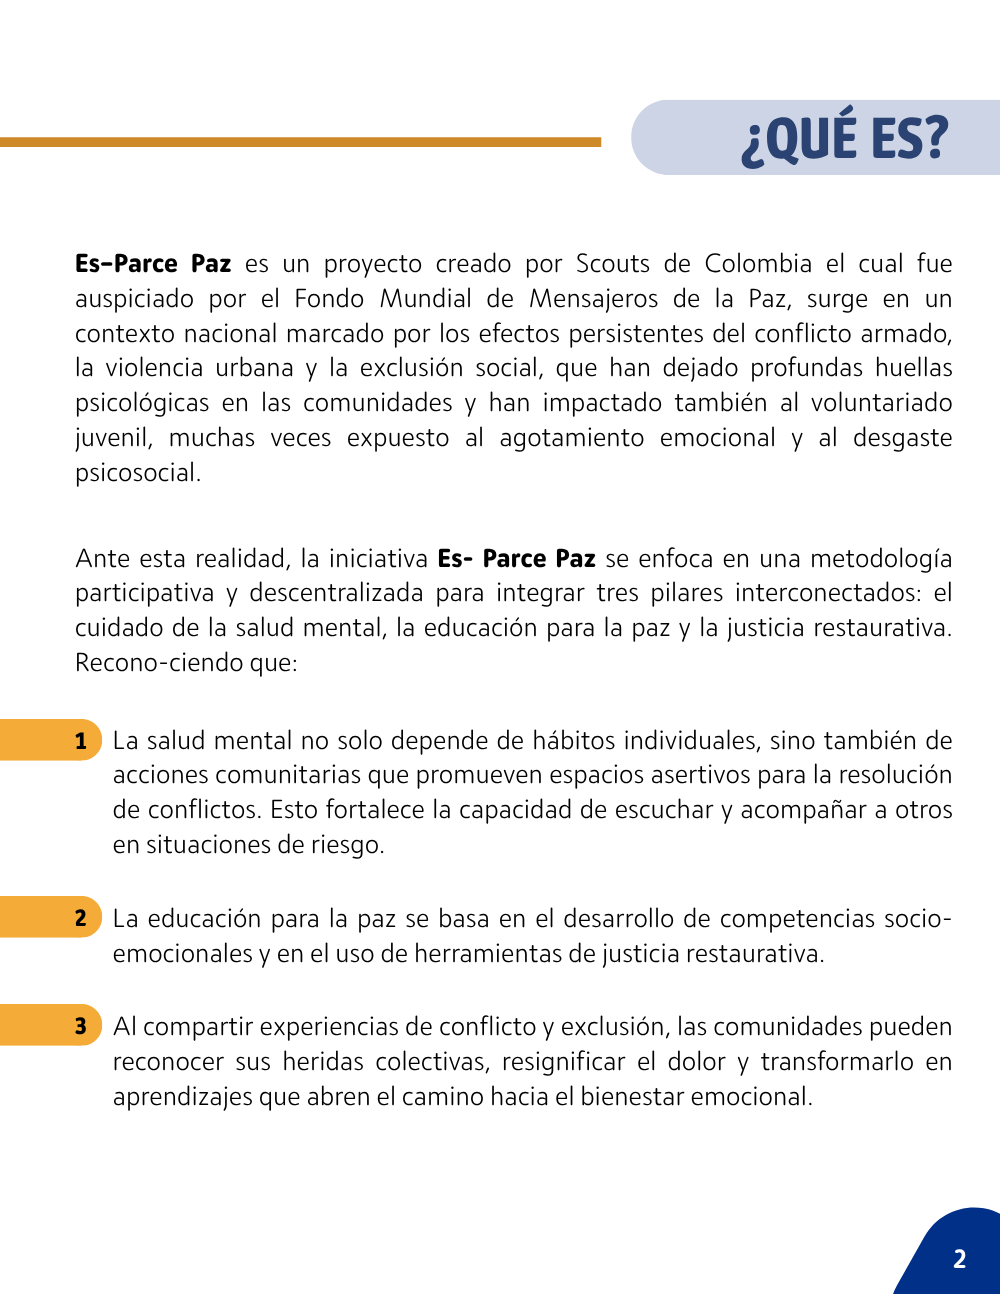 ¿QUÉ ES?
Es–Parce Paz es un proyecto creado por Scouts de Colombia el cual fue
auspiciado por el Fondo Mundial de Mensajeros de la Paz, surge en un
contexto nacional marcado por los efectos persistentes del conflicto armado,
la violencia urbana y la exclusión social, que han dejado profundas huellas
psicológicas en las comunidades y han impactado también al voluntariado
juvenil, muchas veces expuesto al agotamiento emocional y al desgaste
psicosocial.
Ante esta realidad, la iniciativa Es- Parce Paz se enfoca en una metodología
participativa y descentralizada para integrar tres pilares interconectados: el
cuidado de la salud mental, la educación para la paz y la justicia restaurativa.
Recono-ciendo que:
1 La salud mental no solo depende de hábitos individuales, sino también de
acciones comunitarias que promueven espacios asertivos para la resolución
de conflictos. Esto fortalece la capacidad de escuchar y acompañar a otros
en situaciones de riesgo.
2 La educación para la paz se basa en el desarrollo de competencias socio-
emocionales y en el uso de herramientas de justicia restaurativa.
3 Al compartir experiencias de conflicto y exclusión, las comunidades pueden
reconocer sus heridas colectivas, resignificar el dolor y transformarlo en
aprendizajes que abren el camino hacia el bienestar emocional.
2